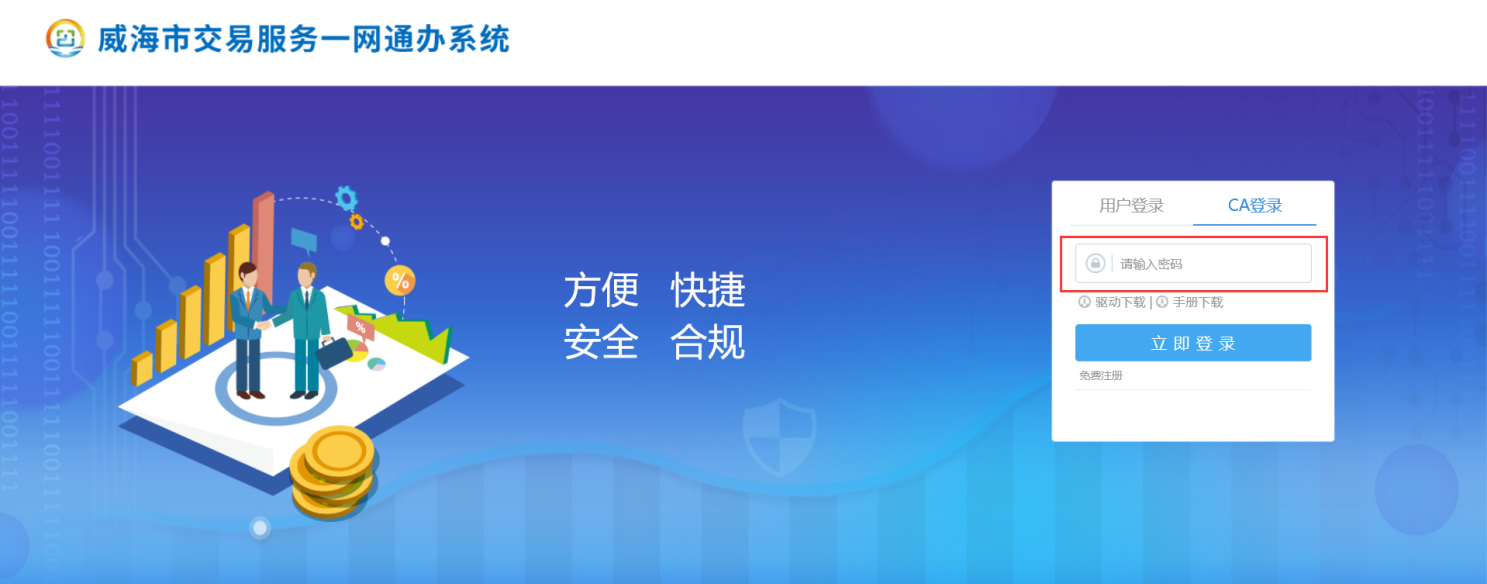 威海市交易服务一网通办系统
用户登录 CA登录
请输入密码
驱动下载 | 手册下载
立即登录
免费注册
方便 快捷
安全 合规
%
%